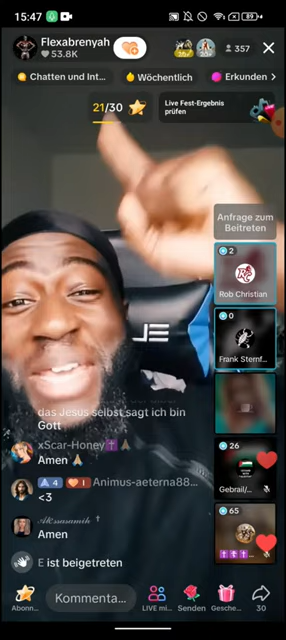 15:47
89
Flexabrenyah
53.8K
357
Chatten und Int...
Wöchentlich
Erkunden
21/30
Live Fest-Ergebnis
prüfen
Anfrage zum
Beitreten
2
Rob Christian
0
Frank Sternf...
26
Gebrail/...
65
das Jesus selbst sagt ich bin
Gott
xScar-Honey✝️🙏🏾
Amen 🙏🏾
4 1 Animus-aeterna88...
<3
Amen
E ist beigetreten
Abonn...
Kommenta...
LIVE mi...
Senden
Gesche...
30